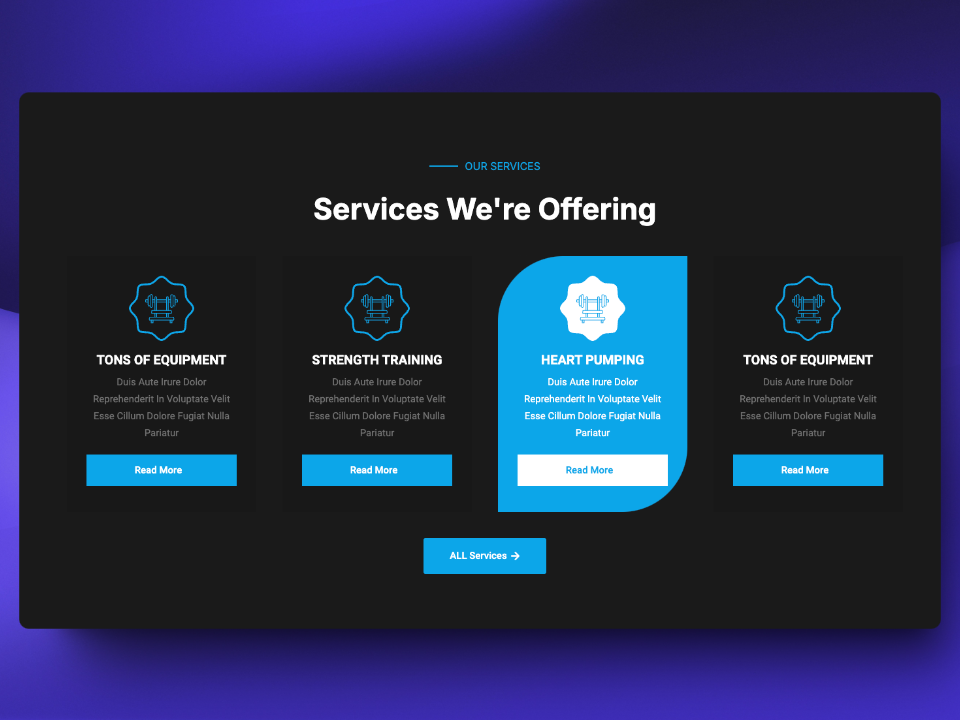 OUR SERVICES
Services We're Offering
TONS OF EQUIPMENT
Duis Aute Irure Dolor
Reprehenderit In Voluptate Velit
Esse Cillum Dolore Fugiat Nulla
Pariatur
Read More
STRENGTH TRAINING
Duis Aute Irure Dolor
Reprehenderit In Voluptate Velit
Esse Cillum Dolore Fugiat Nulla
Pariatur
Read More
HEART PUMPING
Duis Aute Irure Dolor
Reprehenderit In Voluptate Velit
Esse Cillum Dolore Fugiat Nulla
Pariatur
Read More
TONS OF EQUIPMENT
Duis Aute Irure Dolor
Reprehenderit In Voluptate Velit
Esse Cillum Dolore Fugiat Nulla
Pariatur
Read More
ALL Services →